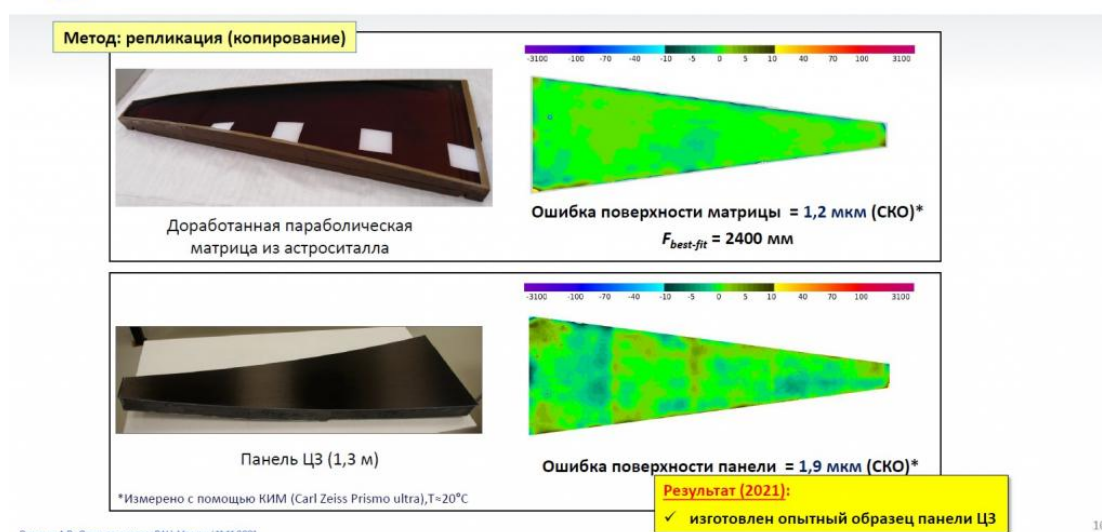 Метод: репликация (копирование)
-3100 -100 -70 -40 -10 -5 0 5 10 40 70 100 3100
Доработанная параболическая
матрица из астроситалла
Ошибка поверхности матрицы = 1,2 мкм (СКО)*
Fbest-fit = 2400 мм
-3100 -100 -70 -40 -10 -5 0 5 10 40 70 100 3100
Панель ЦЗ (1,3 м)
Ошибка поверхности панели = 1,9 мкм (СКО)*
*Измерено с помощью КИМ (Carl Zeiss Prismo ultra),T≈20°C
Результат (2021):
✓ изготовлен опытный образец панели ЦЗ